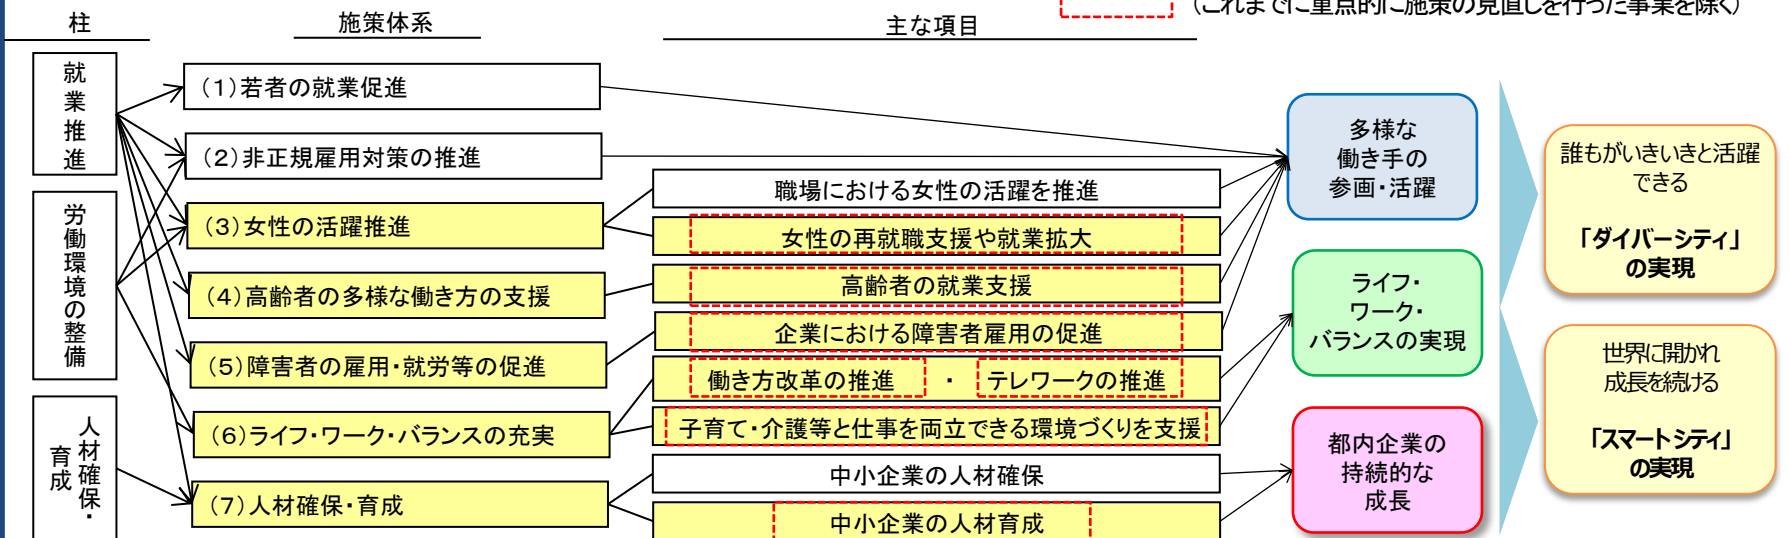 (これまでに重点的に施策の見直しを行った事業を除く)
柱
施策体系
主な項目
就業推進
労働環境の整備
人材確保・
育成
(1)若者の就業促進
(2)非正規雇用対策の推進
(3)女性の活躍推進
(4)高齢者の多様な働き方の支援
(5)障害者の雇用・就労等の促進
(6)ライフ・ワーク・バランスの充実
(7)人材確保・育成
職場における女性の活躍を推進
女性の再就職支援や就業拡大
高齢者の就業支援
企業における障害者雇用の促進
働き方改革の推進 ・ テレワークの推進
子育て・介護等と仕事を両立できる環境づくりを支援
中小企業の人材確保
中小企業の人材育成
多様な
働き手の
参画・活躍
ライフ・
ワーク・
バランスの実現
都内企業の
持続的な
成長
誰もがいきいきと活躍
できる
「ダイバーシティ」
の実現
世界に開かれ
成長を続ける
「スマートシティ」
の実現